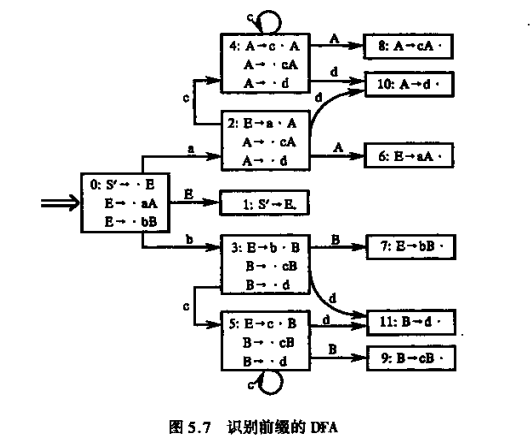 c
4: A→c · A
A→ · cA
A→ · d
A
8: A→cA ·
d
10: A→d ·
c
d
2: E→a · A
A→ · cA
A→ · d
A
6: E→aA ·
a
0: S′→ · E
E→ · aA
E→ · bB
E
1: S′→E.
b
3: E→b · B
B→ · cB
B→ · d
B
7: E→bB ·
c
d
5: E→c · B
B→ · cB
B→ · d
d
11: B→d ·
B
9: B→cB ·
c
图 5.7 识别前缀的 DFA